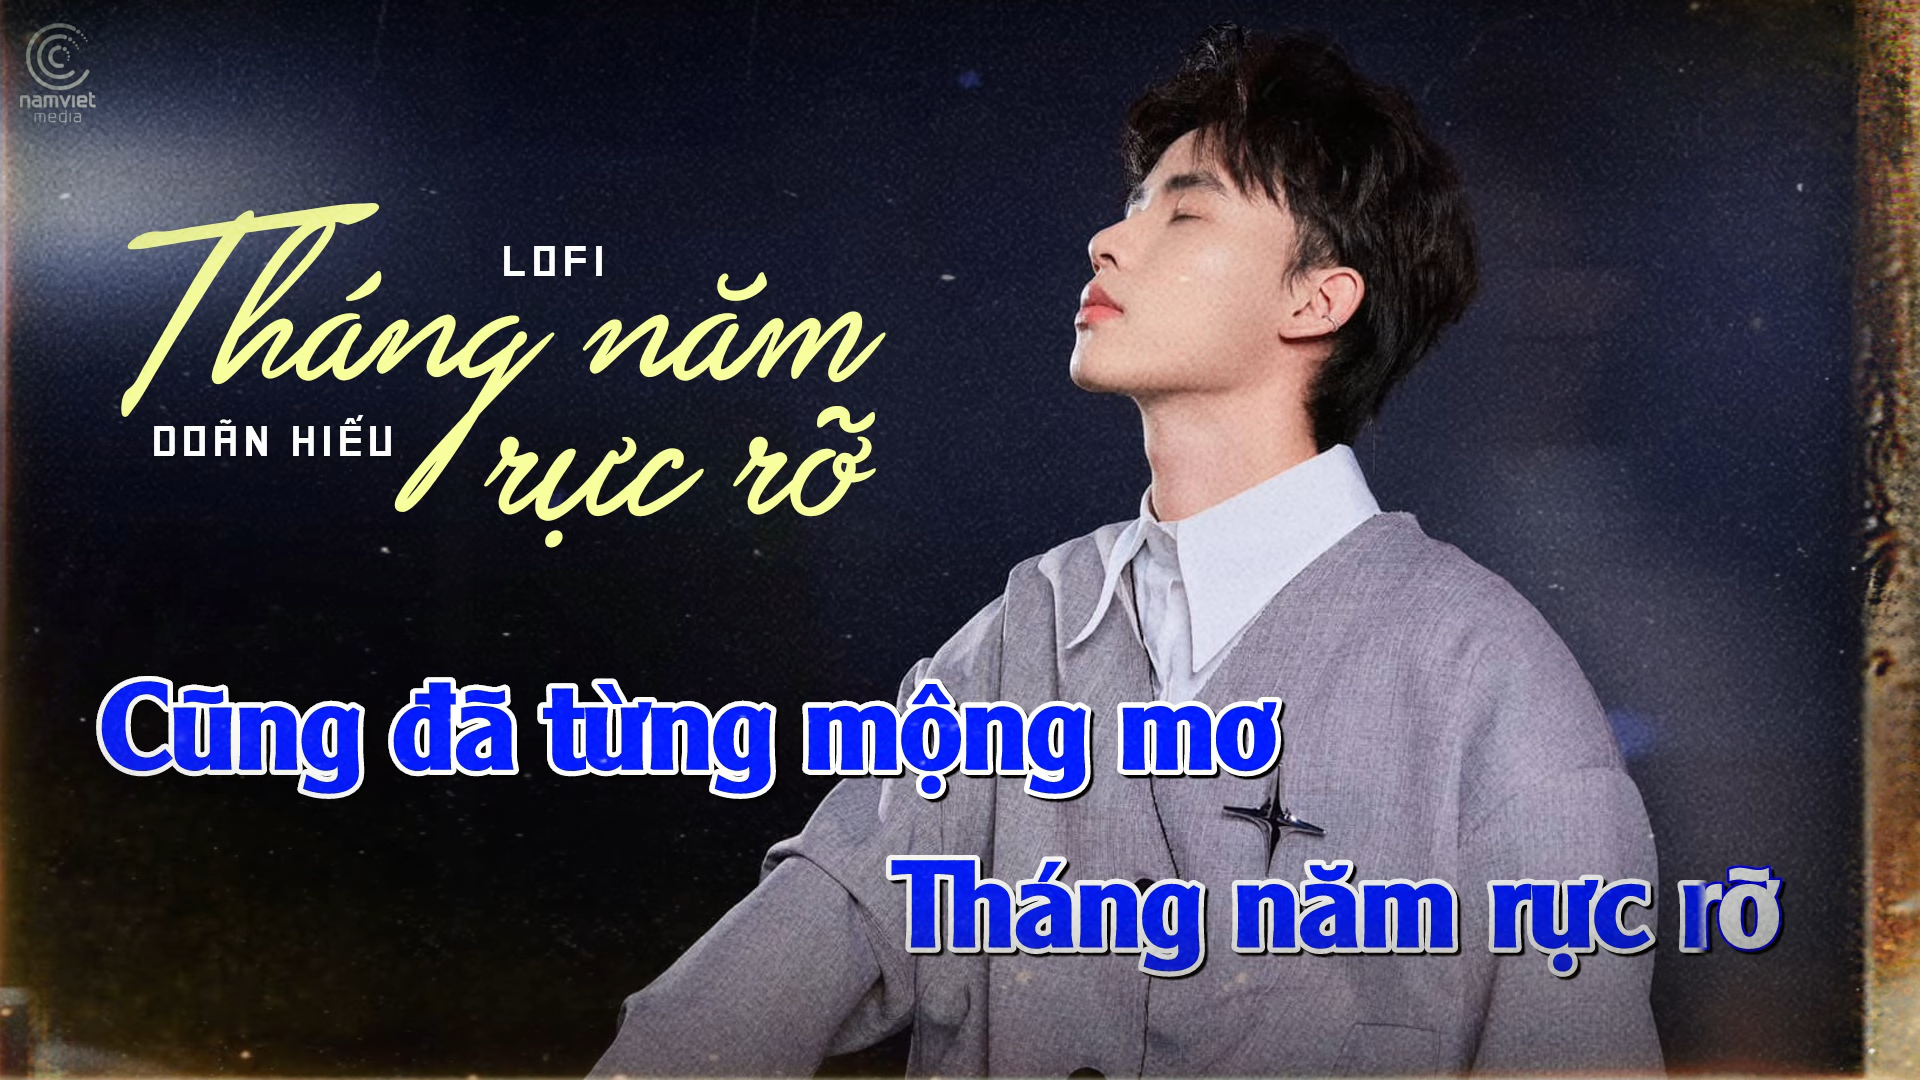 namviet
media
LOFI
Tháng năm
DOÃN HIẾU
rực rỡ
Cũng đã từng mộng mơ
Tháng năm rực rỡ